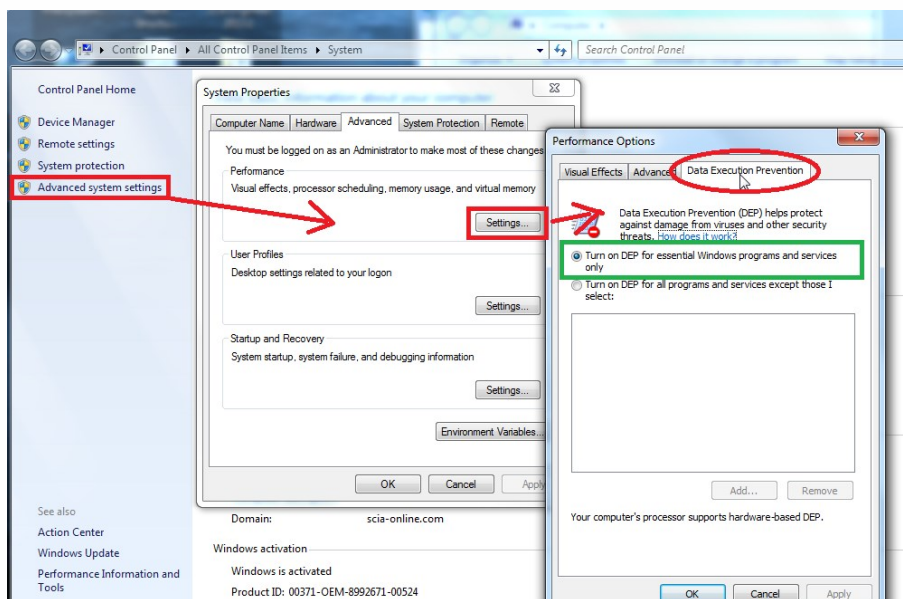 Control Panel ▸ All Control Panel Items ▸ System
Search Control Panel
Control Panel Home
Device Manager
Remote settings
System protection
Advanced system settings
See also
Action Center
Windows Update
Performance Information and
Tools
System Properties
Computer Name Hardware Advanced System Protection Remote
You must be logged on as an Administrator to make most of these changes
Performance
Visual effects, processor scheduling, memory usage, and virtual memory
Settings...
User Profiles
Desktop settings related to your logon
Settings...
Startup and Recovery
System startup, system failure, and debugging information
Settings...
Environment Variables...
OK Cancel Apply
Domain: scia-online.com
Windows activation
Windows is activated
Product ID: 00371-OEM-8992671-00524
Performance Options
Visual Effects Advanced Data Execution Prevention
Data Execution Prevention (DEP) helps protect
against damage from viruses and other security
threats. How does it work?
Turn on DEP for essential Windows programs and services
only
Turn on DEP for all programs and services except those I
select:
Add... Remove
Your computer's processor supports hardware-based DEP.
OK Cancel Apply